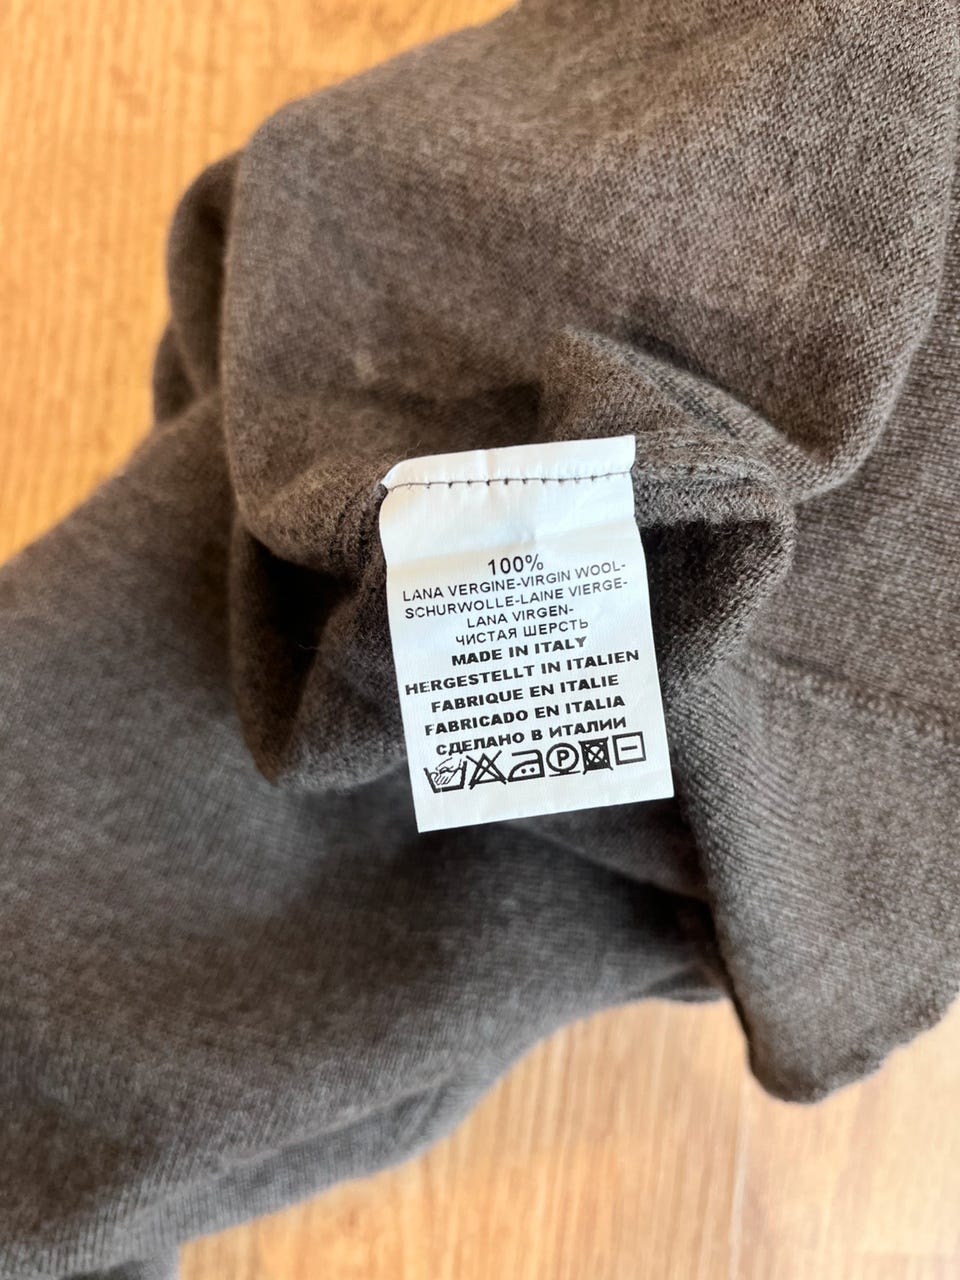 100%
LANA VERGINE-VIRGIN WOOL-
SCHURWOLLE-LAINE VIERGE-
LANA VIRGEN-
ЧИСТАЯ ШЕРСТЬ
MADE IN ITALY
HERGESTELLT IN ITALIEN
FABRIQUE EN ITALIE
FABRICADO EN ITALIA
СДЕЛАНО В ИТАЛИИ
P